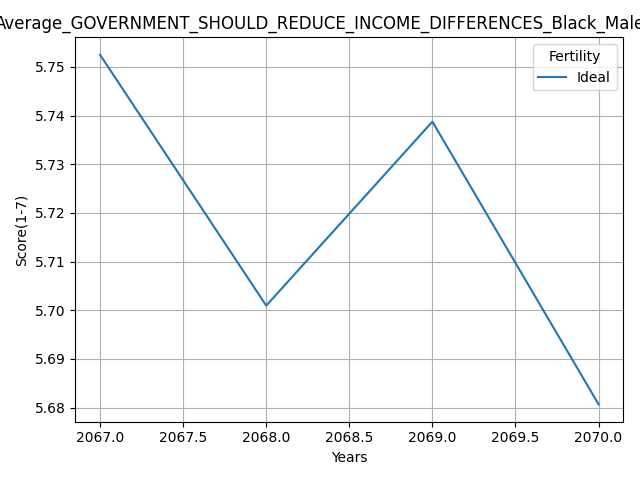 Average_GOVERNMENT_SHOULD_REDUCE_INCOME_DIFFERENCES_Black_Male
Fertility
Ideal
Score(1-7)
5.75
5.74
5.73
5.72
5.71
5.70
5.69
5.68
2067.0 2067.5 2068.0 2068.5 2069.0 2069.5 2070.0
Years